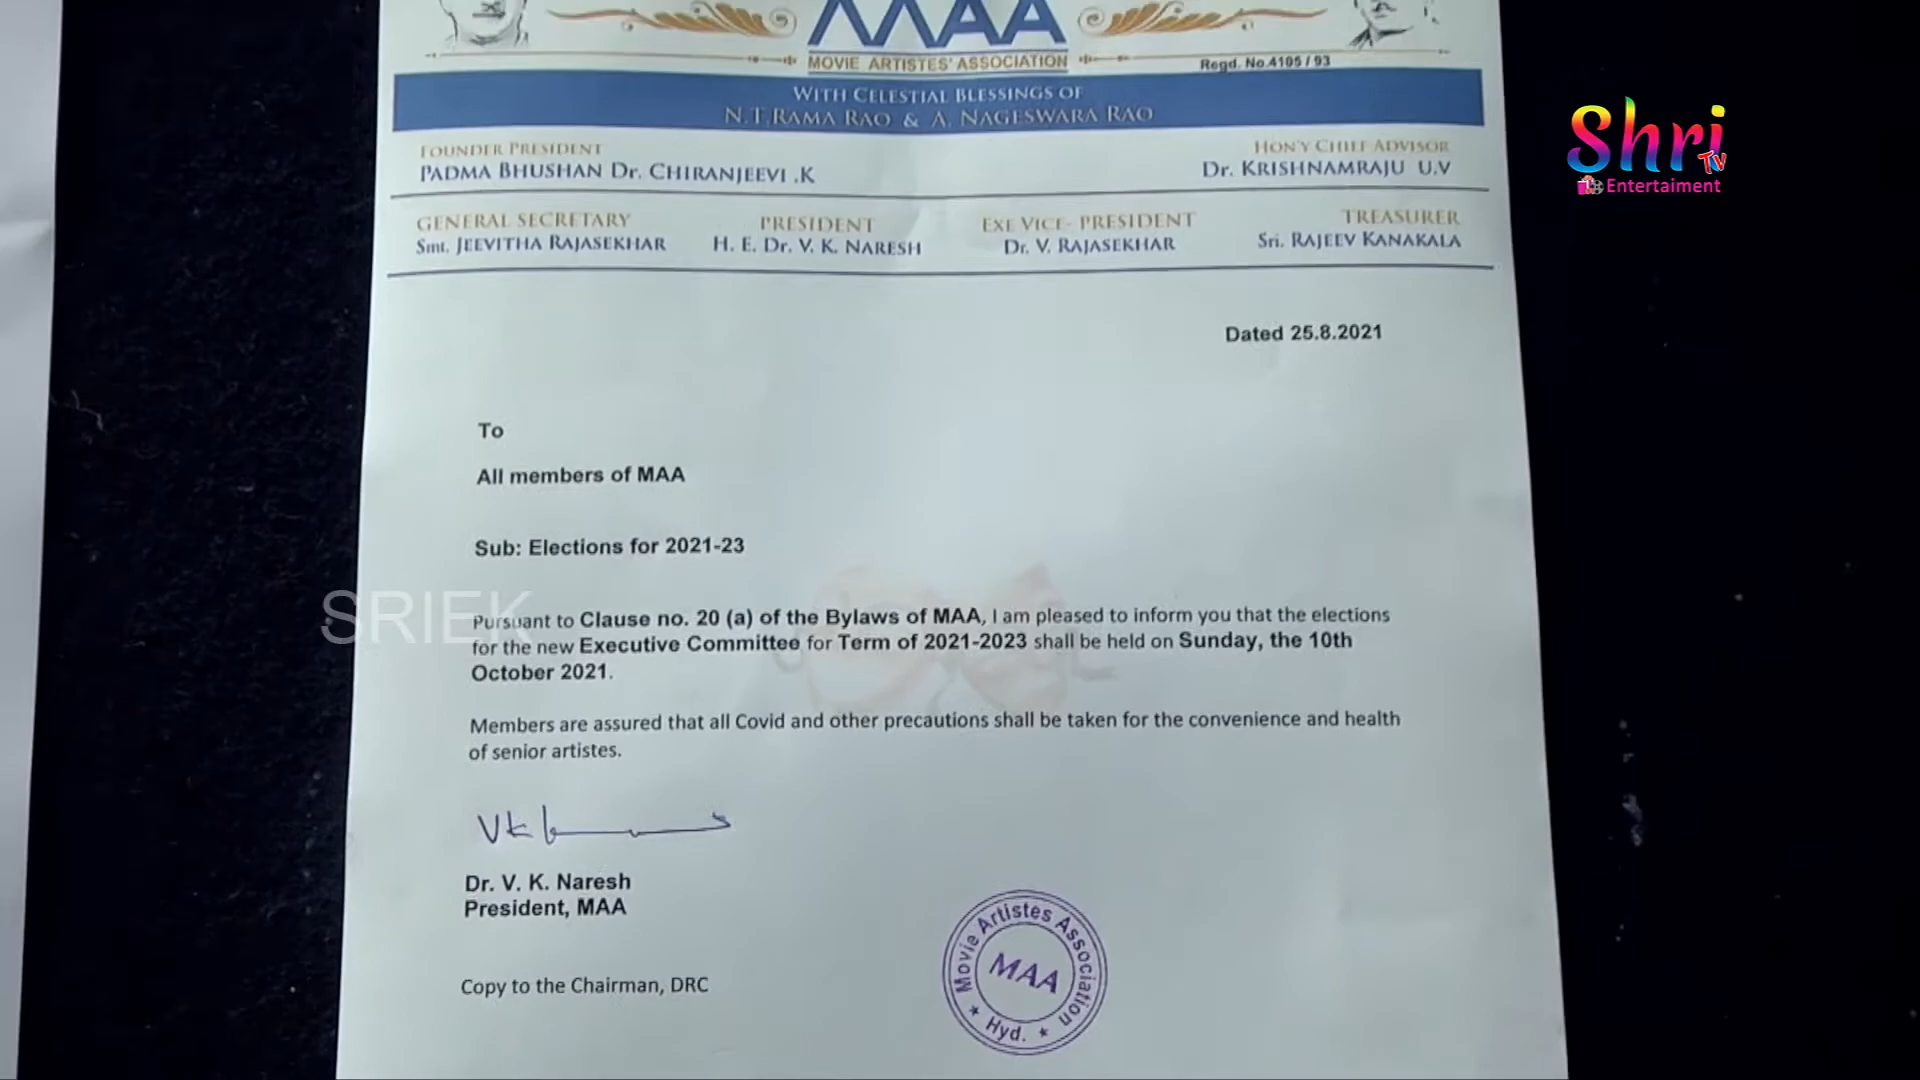 MAA
MOVIE ARTISTES' ASSOCIATION
Regd. No.4105 / 93
WITH CELESTIAL BLESSINGS OF
N.T.RAMA RAO & A. NAGESWARA RAO
FOUNDER PRESIDENT
PADMA BHUSHAN Dr. CHIRANJEEVI .K
HON'Y CHIEF ADVISOR
Dr. KRISHNAMRAJU U.V
GENERAL SECRETARY
Smt. JEEVITHA RAJASEKHAR
PRESIDENT
H. E. Dr. V. K. NARESH
EXE VICE- PRESIDENT
Dr. V. RAJASEKHAR
TREASURER
Sri. RAJEEV KANAKALA
Shri
TV
Entertaiment
Dated 25.8.2021
To
All members of MAA
Sub: Elections for 2021-23
SRIEK
Pursuant to Clause no. 20 (a) of the Bylaws of MAA, I am pleased to inform you that the elections
for the new Executive Committee for Term of 2021-2023 shall be held on Sunday, the 10th
October 2021.
Members are assured that all Covid and other precautions shall be taken for the convenience and health
of senior artistes.
Dr. V. K. Naresh
President, MAA
Copy to the Chairman, DRC
Movie Artistes Association
MAA
Hyd.